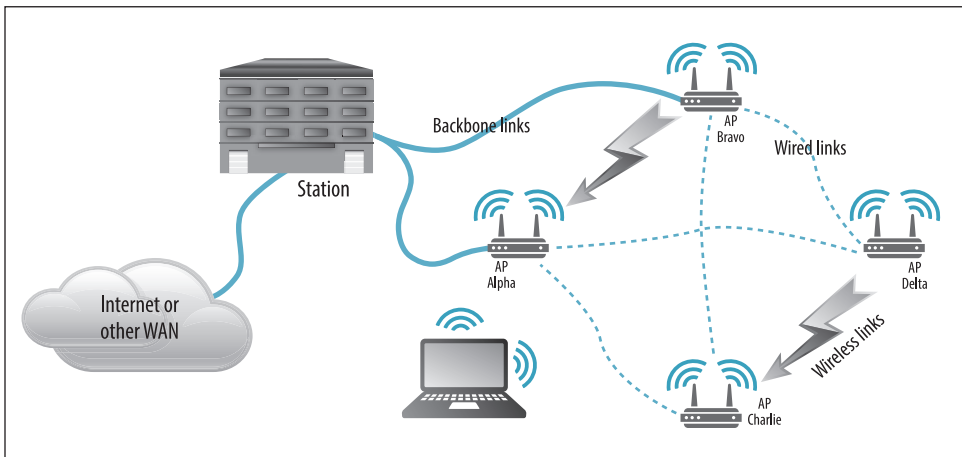 Backbone links
AP
Bravo
Wired links
Station
AP
Alpha
AP
Delta
Internet or
other WAN
Wireless links
AP
Charlie